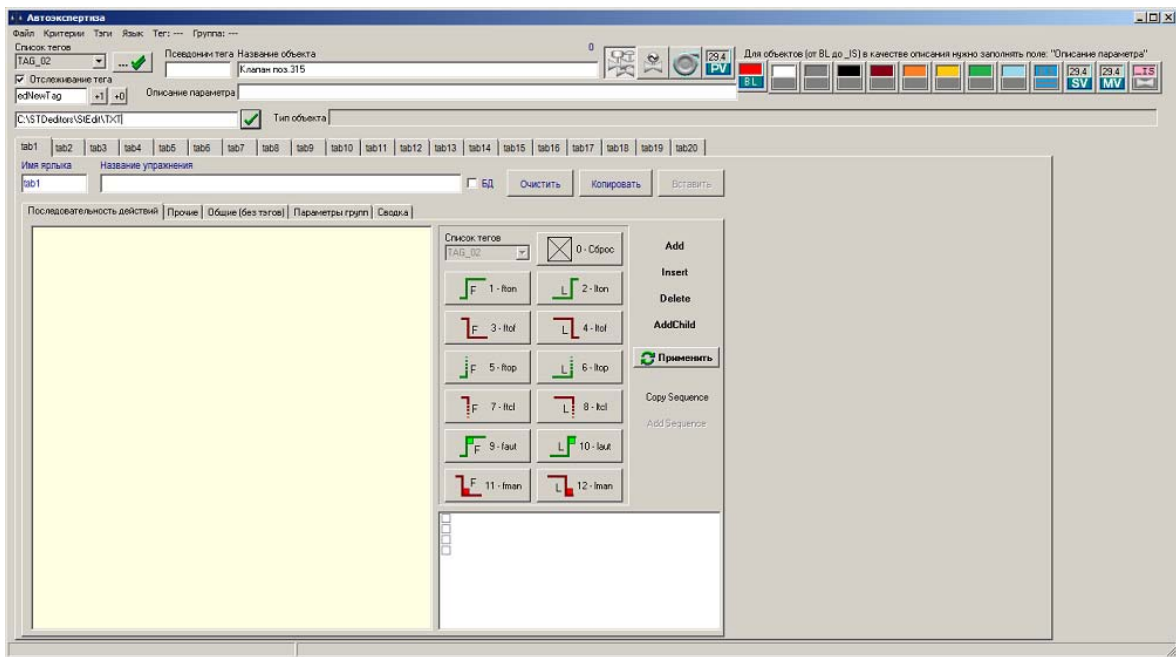 Автоэкспертиза
Файл Критерии Тэги Язык Тег: --- Группа: ---
Список тегов
TAG_02
...
Псевдоним тега Название объекта
0
Клапан поз.315
29.4
PV
Для объектов (от BL до _IS) в качестве описания нужно заполнять поле: "Описание параметра"
BL
29.4
SV
29.4
MV
_IS
Отслеживание тега
edNewTag
+1
+0
Описание параметра
C:\STDeditors\StEdit\TXT
Тип объекта
tab1 tab2 tab3 tab4 tab5 tab6 tab7 tab8 tab9 tab10 tab11 tab12 tab13 tab14 tab15 tab16 tab17 tab18 tab19 tab20
Имя ярлыка Название упражнения
tab1
БД
Очистить
Копировать
Вставить
Последовательность действий Прочие Общие (без тэгов) Параметры групп Сводка
Список тегов
TAG_02
0 - Сброс
Add
F 1 - fton
L 2 - lton
Insert
Delete
F 3 - ftof
L 4 - ltof
AddChild
Применить
F 5 - ftop
L 6 - ltop
Copy Sequence
F 7 - ftcl
L 8 - ltcl
Add Sequence
F 9 - faut
L 10 - laut
F 11 - fman
L 12 - lman